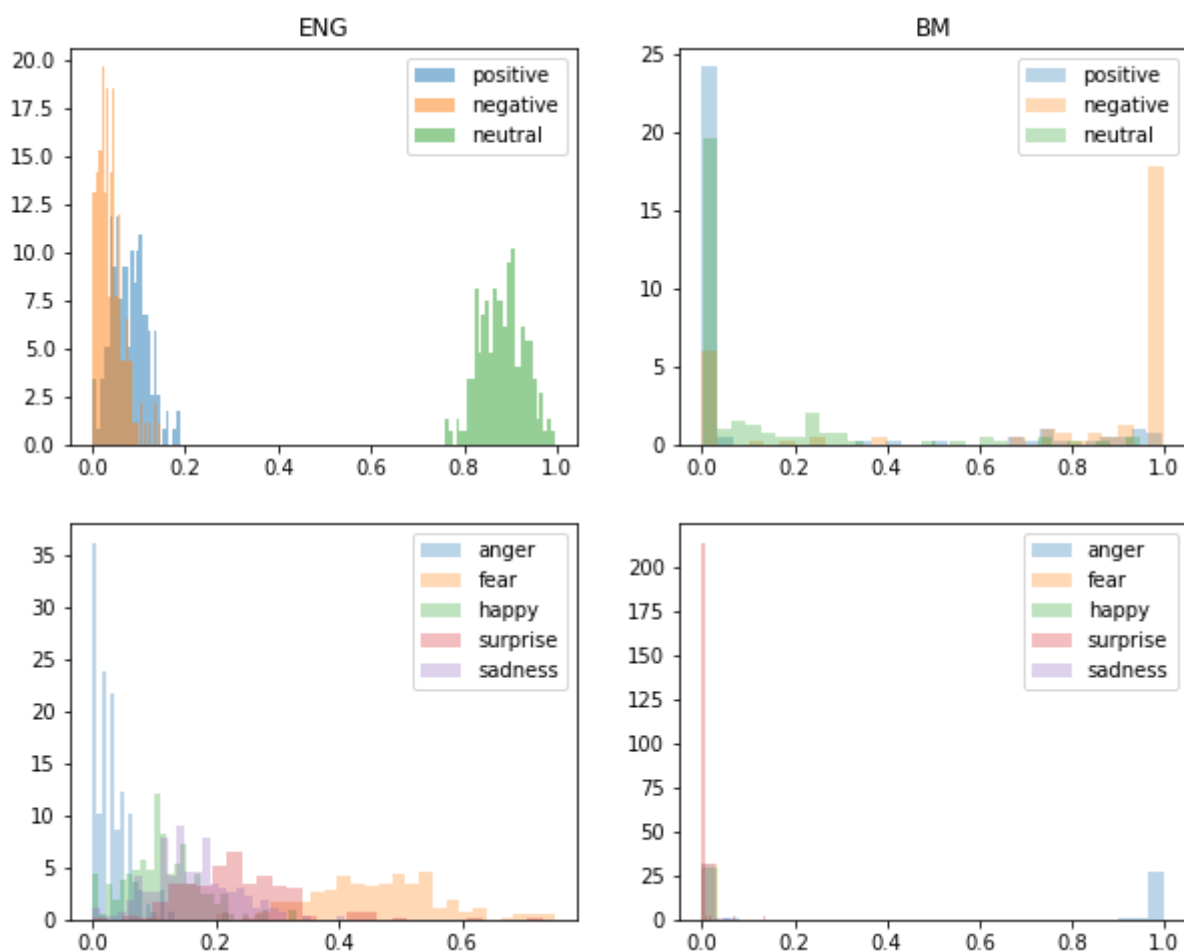 ENG
20.0
17.5
15.0
12.5
10.0
7.5
5.0
2.5
0.0
0.0 0.2 0.4 0.6 0.8 1.0
positive
negative
neutral
BM
25
20
15
10
5
0
0.0 0.2 0.4 0.6 0.8 1.0
positive
negative
neutral
35
30
25
20
15
10
5
0
0.0 0.2 0.4 0.6
anger
fear
happy
surprise
sadness
200
175
150
125
100
75
50
25
0
0.0 0.2 0.4 0.6 0.8 1.0
anger
fear
happy
surprise
sadness